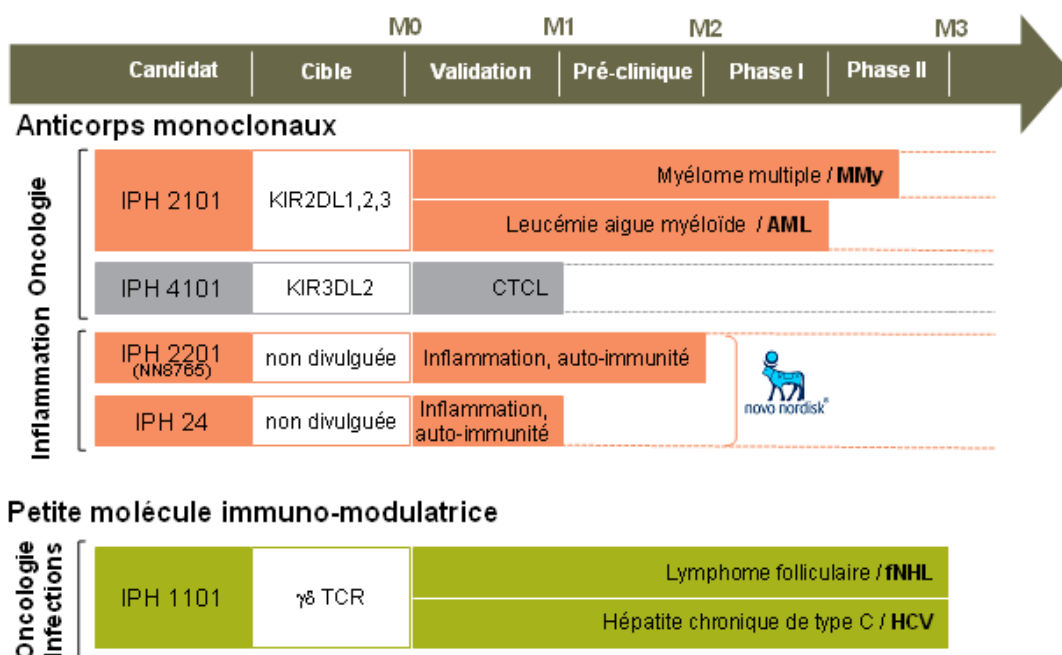 M0 M1 M2 M3
Candidat Cible Validation Pré-clinique Phase I Phase II
Anticorps monoclonaux
Oncologie
IPH 2101 KIR2DL1,2,3 Myélome multiple / MMy
Leucémie aigue myéloïde / AML
IPH 4101 KIR3DL2 CTCL
Inflammation
IPH 2201 non divulguée Inflammation, auto-immunité
(NN8765)
novo nordisk®
IPH 24 non divulguée Inflammation,
auto-immunité
Petite molécule immuno-modulatrice
Oncologie
Infections
IPH 1101 γδ TCR Lymphome folliculaire / fNHL
Hépatite chronique de type C / HCV